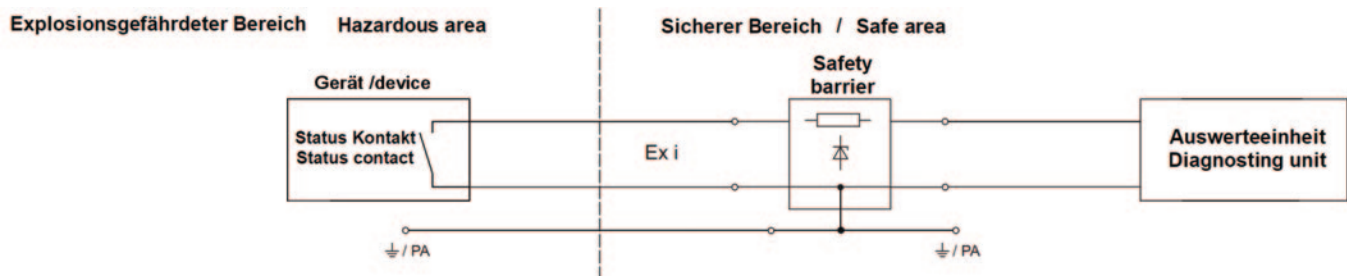 Explosionsgefährdeter Bereich Hazardous area
Sicherer Bereich / Safe area
Gerät /device
Safety
barrier
Status Kontakt
Status contact
Ex i
Auswerteeinheit
Diagnosting unit
⏚ / PA
⏚ / PA